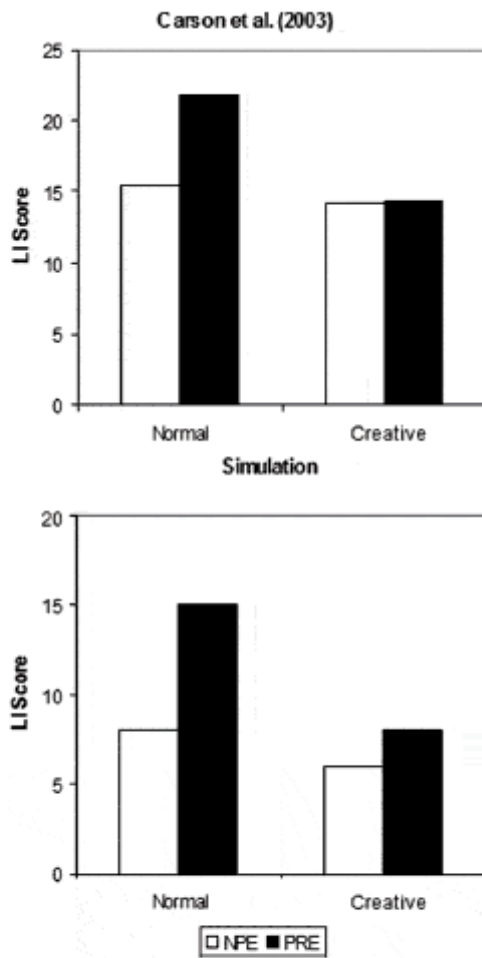 Carson et al. (2003)
25
20
15
10
5
0
LI Score
Normal Creative
Simulation
20
15
10
5
0
LI Score
Normal Creative
NPE PRE